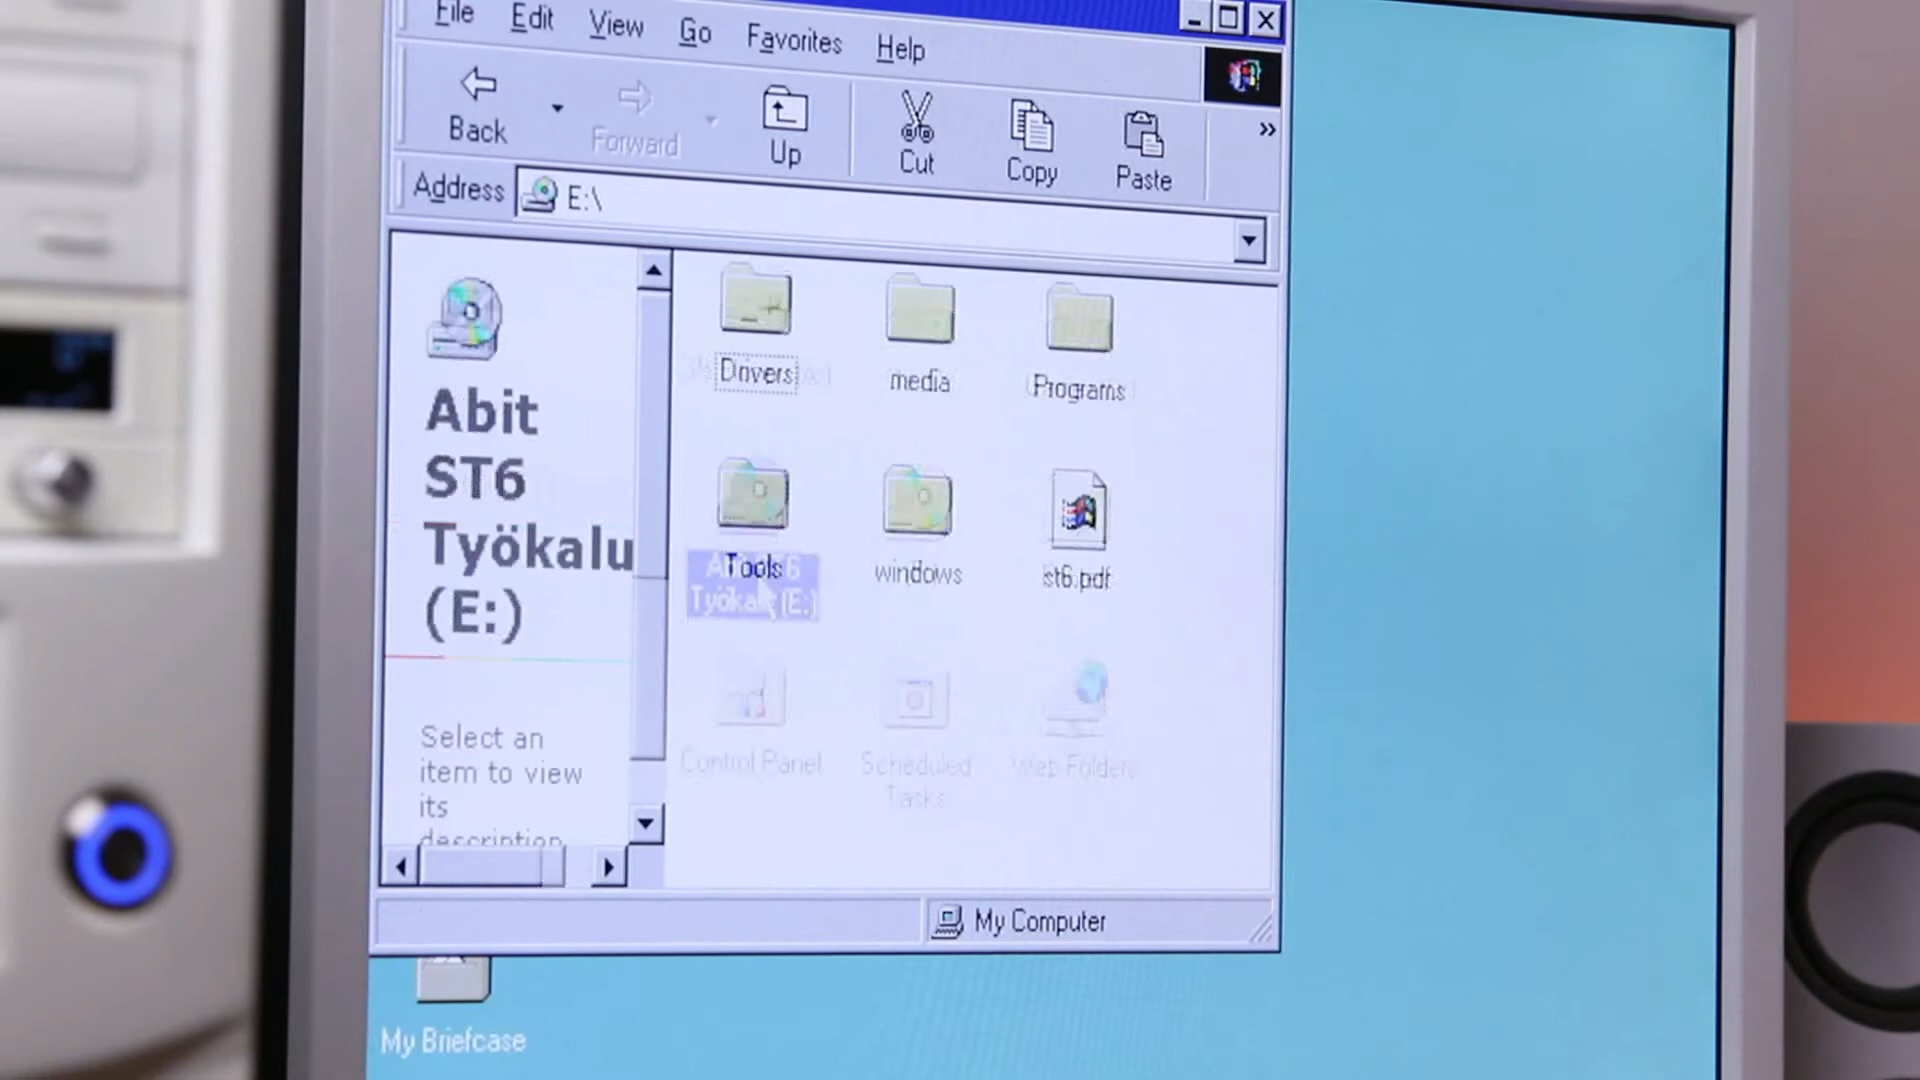 File Edit View Go Favorites Help
Back Forward Up Cut Copy Paste »
Address E:\
Abit
ST6
Työkalu
(E:)
Select an
item to view
its
description
Drivers media Programs
Tools windows st6.pdf
Työkalu (E:)
Control Panel Scheduled Tasks Web Folders
My Computer
My Briefcase